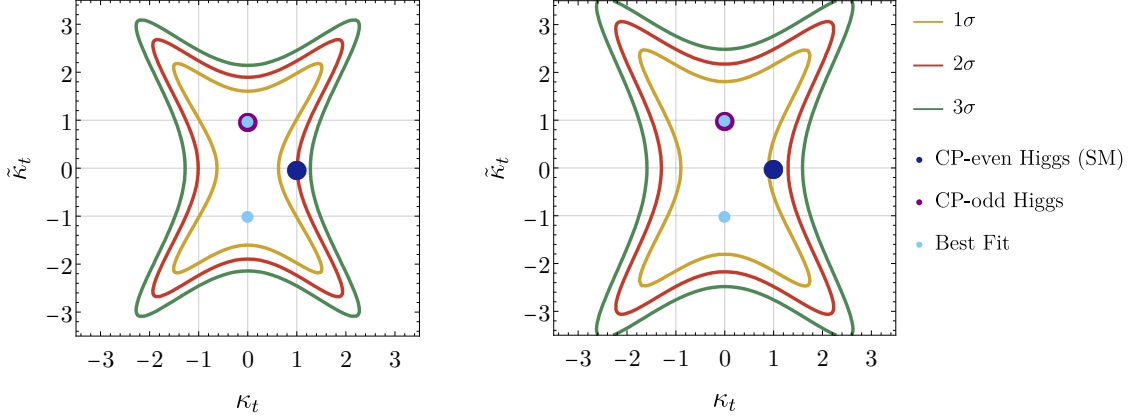 3
2
1
0
−1
−2
−3
κ̃t
−3 −2 −1 0 1 2 3
κt
3
2
1
0
−1
−2
−3
κ̃t
−3 −2 −1 0 1 2 3
κt
1σ
2σ
3σ
CP-even Higgs (SM)
CP-odd Higgs
Best Fit